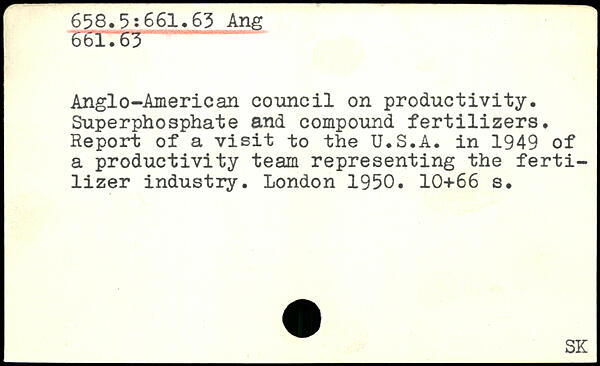 658.5:661.63 Ang
661.63
Anglo-American council on productivity.
Superphosphate and compound fertilizers.
Report of a visit to the U.S.A. in 1949 of
a productivity team representing the ferti-
lizer industry. London 1950. 10+66 s.
SK